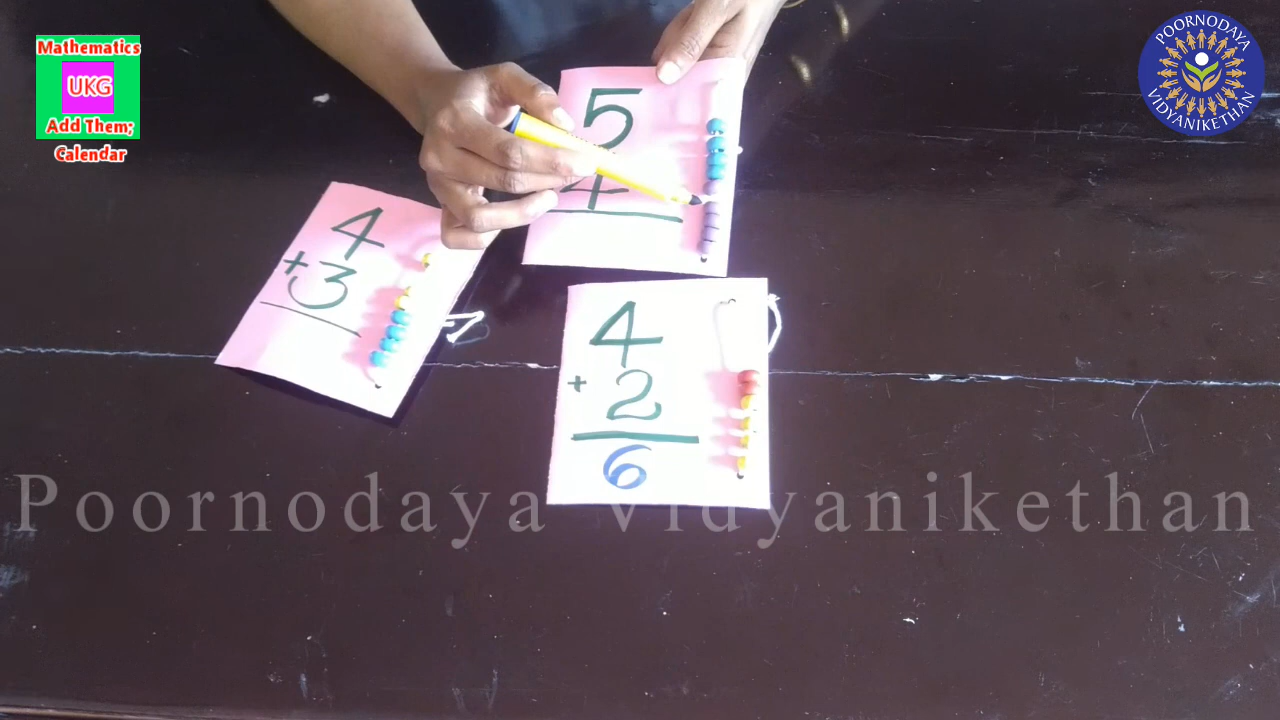 Mathematics
UKG
Add Them;
Calendar
POORNODAYA
VIDYANIKETHAN
5
4
4
+3
4
+2
6
Poornodaya Vidyanikethan